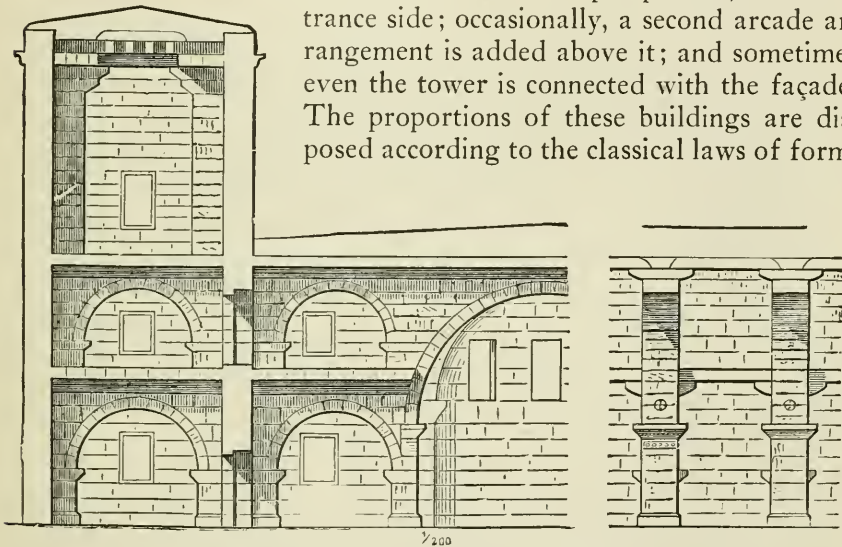 trance side; occasionally, a second arcade ar
rangement is added above it; and sometime
even the tower is connected with the façade
The proportions of these buildings are dis
posed according to the classical laws of form
1/200